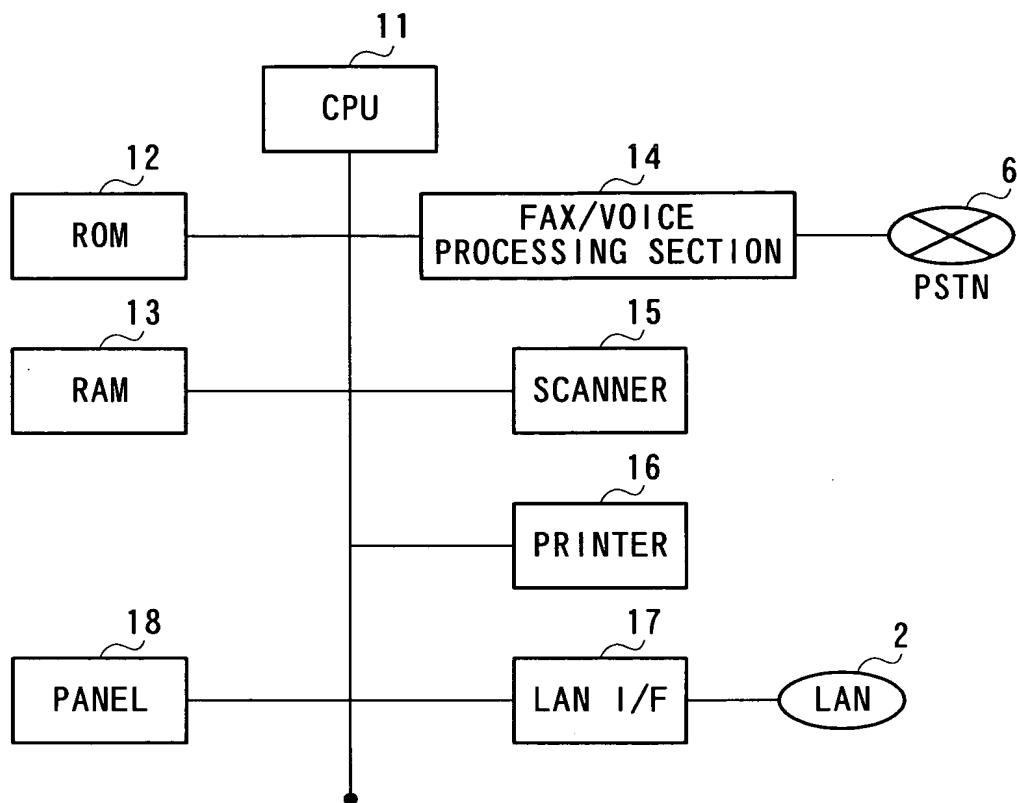 11
CPU
12
ROM
14
FAX/VOICE
PROCESSING SECTION
6
PSTN
13
RAM
15
SCANNER
16
PRINTER
18
PANEL
17
LAN I/F
2
LAN